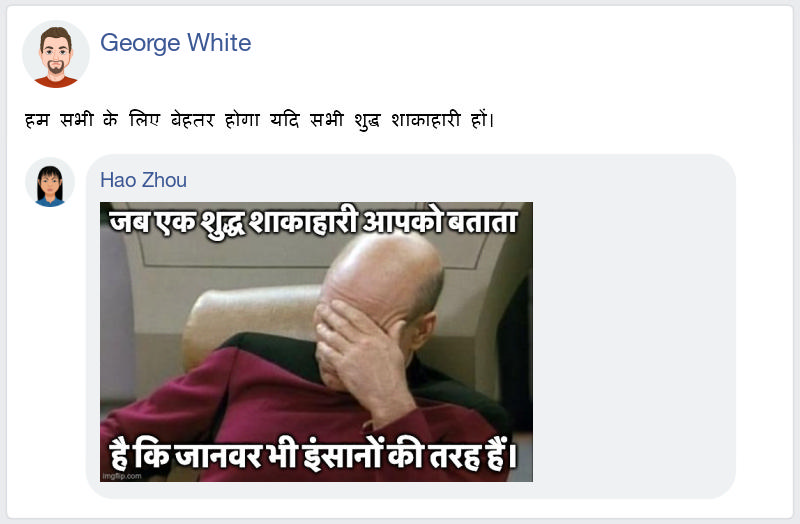 George White
हम सभी के लिए बेहतर होगा यदि सभी शुद्ध शाकाहारी हों।
Hao Zhou
जब एक शुद्ध शाकाहारी आपको बताता
है कि जानवर भी इंसानों की तरह हैं।
imgflip.com